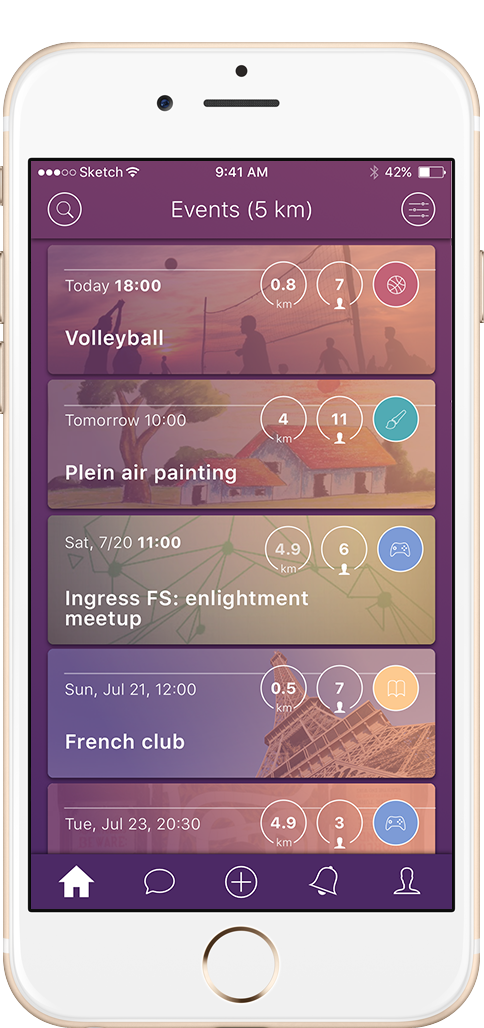 Sketch 9:41 AM 42%
Events (5 km)
Today 18:00 0.8 km 7
Volleyball
Tomorrow 10:00 4 km 11
Plein air painting
Sat, 7/20 11:00 4.9 km 6
Ingress FS: enlightment
meetup
Sun, Jul 21, 12:00 0.5 km 7
French club
Tue, Jul 23, 20:30 4.9 km 3